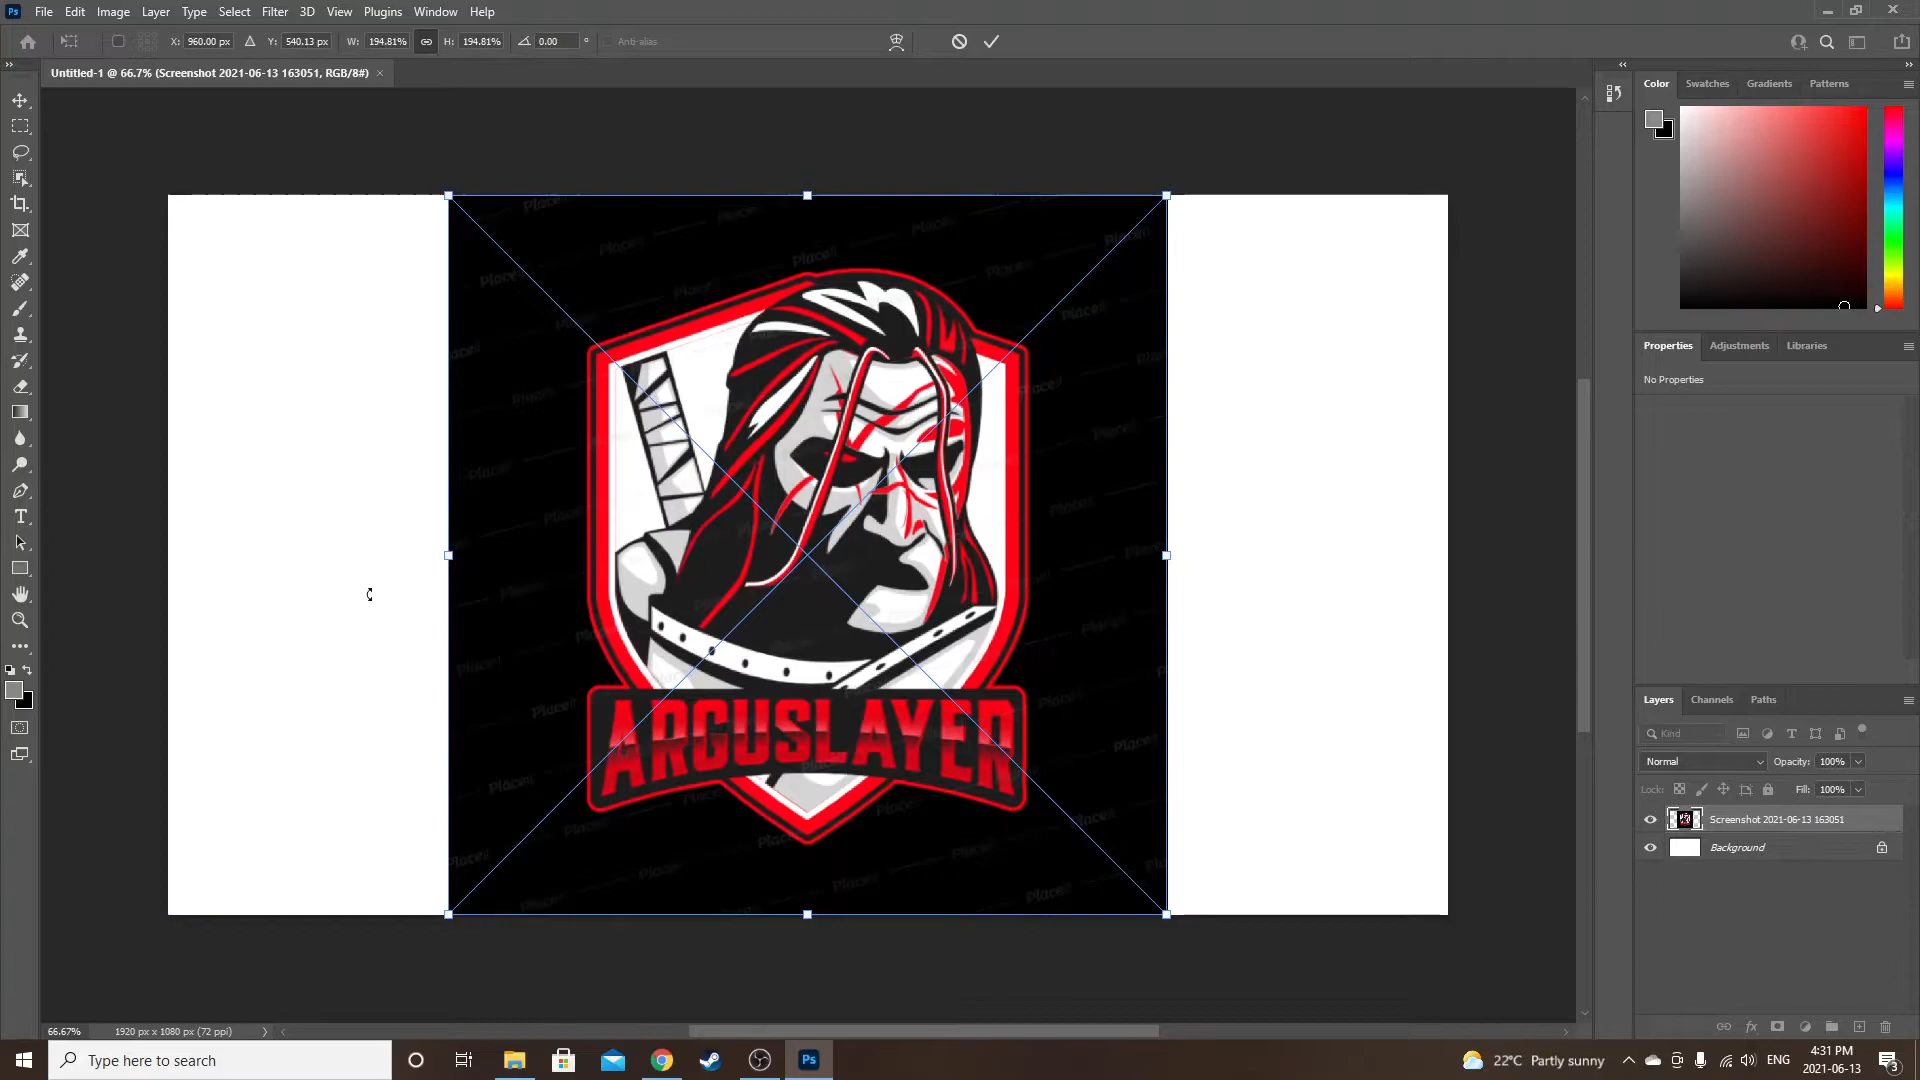 File Edit Image Layer Type Select Filter 3D View Plugins Window Help
X: 960.00 px Y: 540.13 px W: 194.81% H: 194.81% 0.00 ° Anti-alias
Untitled-1 @ 66.7% (Screenshot 2021-06-13 163051, RGB/8#) ×
Color Swatches Gradients Patterns
Properties Adjustments Libraries
No Properties
Placeit
ARGUSLAYER
Layers Channels Paths
Kind
Normal Opacity: 100%
Lock: Fill: 100%
Screenshot 2021-06-13 163051
Background
66.67% 1920 px x 1080 px (72 ppi)
Type here to search
Ps
22°C Partly sunny
ENG
4:31 PM
2021-06-13
3